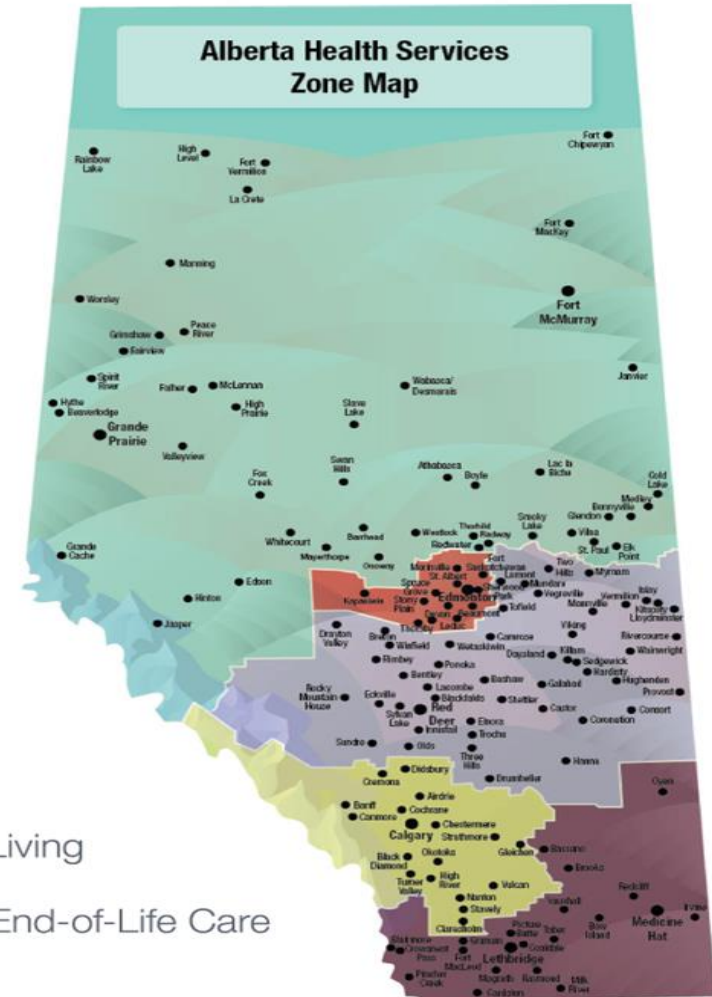 Alberta Health Services
Zone Map
Rainbow
Lake
High
Level
Fort
Vermilion
La Crete
Fort
Chipewyan
Fort
MacKay
Manning
Fort
McMurray
Worsley
Grimshaw
Peace
River
Fairview
Janvier
Spirit
River
Falher
McLennan
Wabasca/
Desmarais
Hythe
Beaverlodge
High
Prairie
Slave
Lake
Grande
Prairie
Valleyview
Swan
Hills
Athabasca
Boyle
Lac la
Biche
Gold
Lake
Fox
Creek
Medley
Bonnyville
Glendon
Smoky
Lake
Vilna
St. Paul
Elk
Point
Whitecourt
Barrhead
Westlock
Thorhild
Radway
Redwater
Mayerthorpe
Onoway
Grande
Cache
Edson
Hinton
Jasper
Fort
Saskatchewan
Morinville
St. Albert
Spruce
Grove
Stony
Plain
Edmonton
Sherwood
Park
Devon
Beaumont
Leduc
Thorsby
Lamont
Mundare
Two
Hills
Myrnam
Vegreville
Tofield
Mannville
Vermilion
Islay
Kitscoty
Lloydminster
Drayton
Valley
Breton
Winfield
Wetaskiwin
Camrose
Viking
Rivercourse
Wainwright
Rimbey
Ponoka
Daysland
Killam
Sedgewick
Hardisty
Hughenden
Provost
Bentley
Bashaw
Galahad
Rocky
Mountain
House
Eckville
Lacombe
Blackfalds
Stettler
Castor
Consort
Sylvan
Lake
Red
Deer
Coronation
Innisfail
Elnora
Trochu
Sundre
Olds
Three
Hills
Hanna
Didsbury
Cremona
Drumheller
Oyen
Airdrie
Banff
Canmore
Cochrane
Calgary
Chestermere
Strathmore
Gleichen
Bassano
Black
Diamond
Okotoks
Brooks
Turner
Valley
High
River
Vulcan
Redcliff
Nanton
Stavely
Vauxhall
Bow
Island
Medicine
Hat
Irvine
Claresholm
Picture
Butte
Taber
Blairmore
Crowsnest
Pass
Granum
Fort
MacLeod
Coaldale
Lethbridge
Pincher
Creek
Magrath
Raymond
Milk
River
Cardston
Living
End-of-Life Care